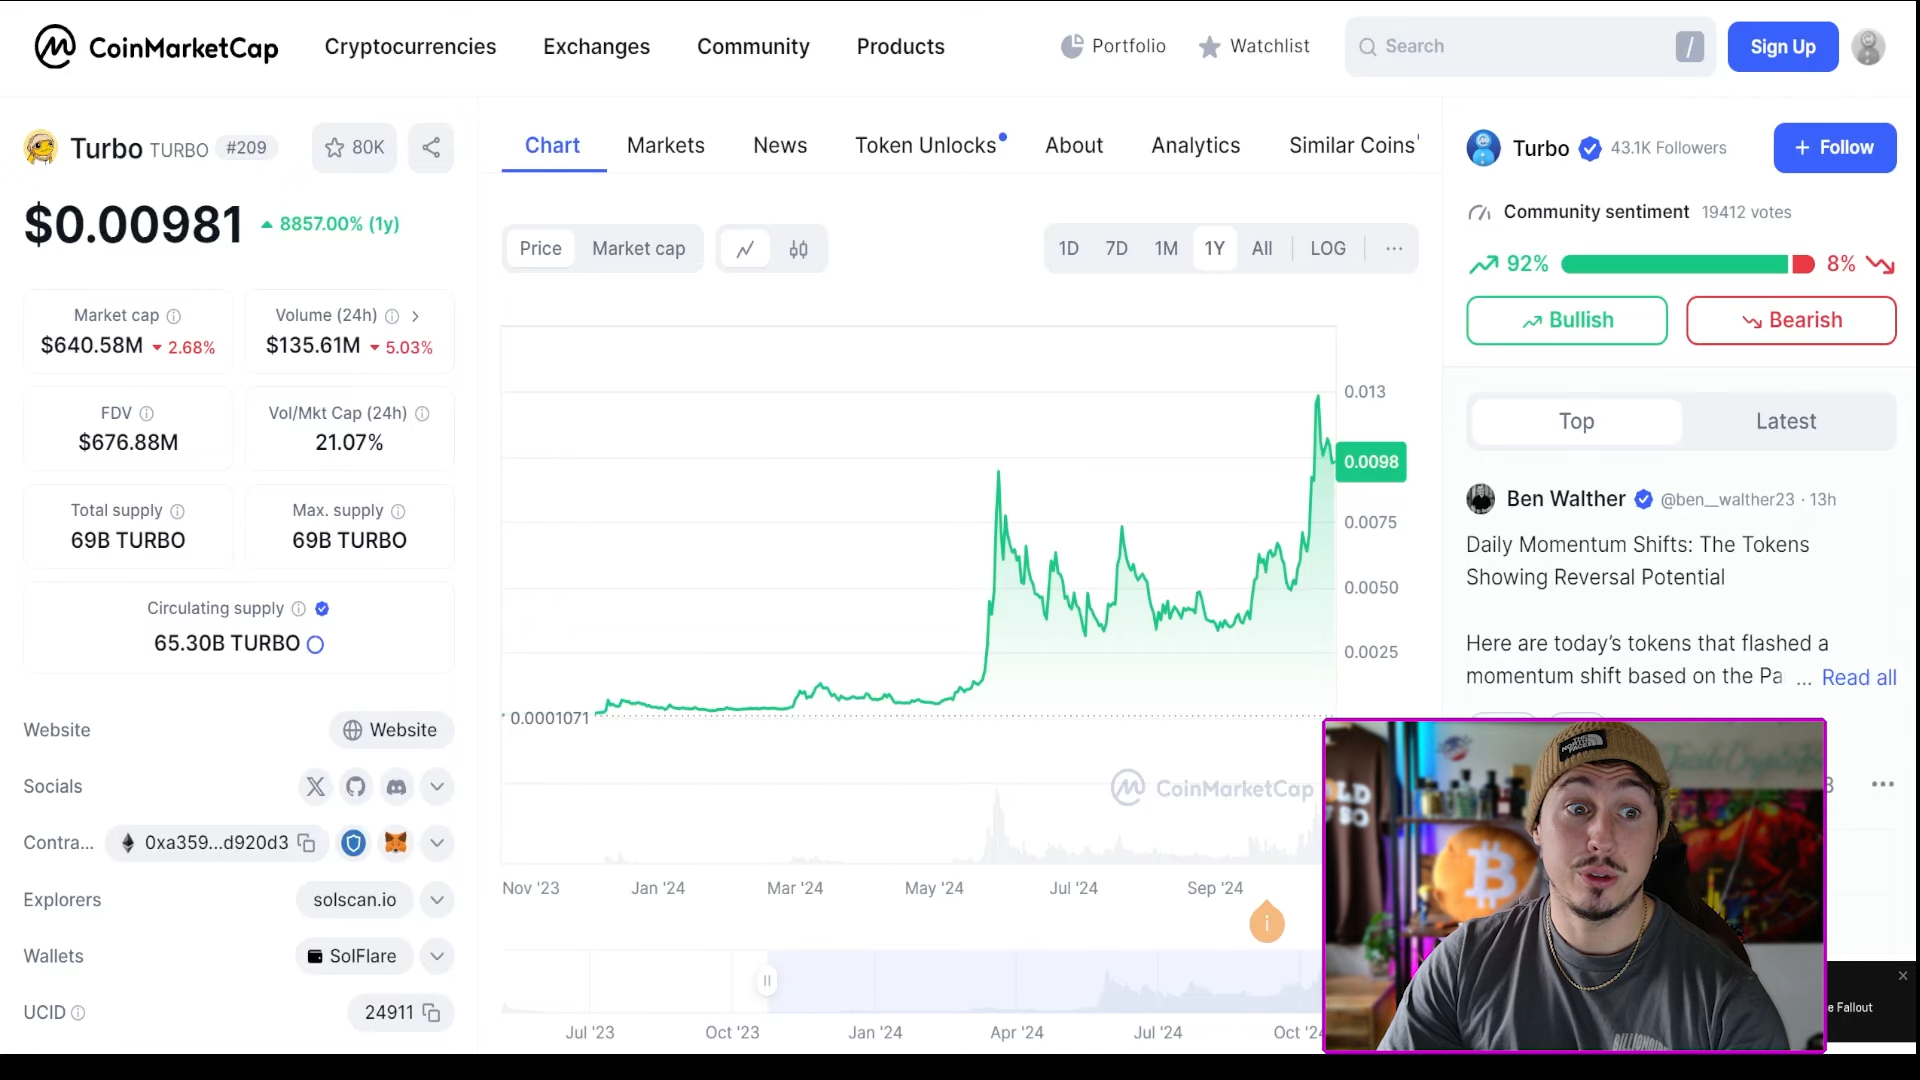 CoinMarketCap Cryptocurrencies Exchanges Community Products Portfolio Watchlist Search / Sign Up
Turbo TURBO #209 80K
$0.00981 8857.00% (1y)
Market cap
$640.58M 2.68%
Volume (24h)
$135.61M 5.03%
FDV
$676.88M
Vol/Mkt Cap (24h)
21.07%
Total supply
69B TURBO
Max. supply
69B TURBO
Circulating supply
65.30B TURBO
Website Website
Socials
Contra... 0xa359...d920d3
Explorers solscan.io
Wallets SolFlare
UCID 24911
Chart Markets News Token Unlocks About Analytics Similar Coins
Price Market cap 1D 7D 1M 1Y All LOG
0.013
0.0098
0.0075
0.0050
0.0025
0.0001071
CoinMarketCap
Nov '23 Jan '24 Mar '24 May '24 Jul '24 Sep '24
Jul '23 Oct '23 Jan '24 Apr '24 Jul '24 Oct '24
Turbo 43.1K Followers + Follow
Community sentiment 19412 votes
92% 8%
Bullish Bearish
Top Latest
Ben Walther @ben__walther23 · 13h
Daily Momentum Shifts: The Tokens
Showing Reversal Potential
Here are today's tokens that flashed a
momentum shift based on the Pa ... Read all
THE
NORTH
FACE
e Fallout